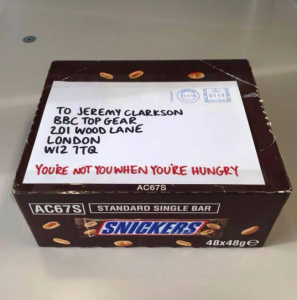 TO JEREMY CLARKSON
BBC TOP GEAR
201 WOOD LANE
LONDON
W12 7TQ
YOU'RE NOT YOU WHEN YOU'RE HUNGRY
AC67S
AC67S STANDARD SINGLE BAR
SNICKERS
48x48g e